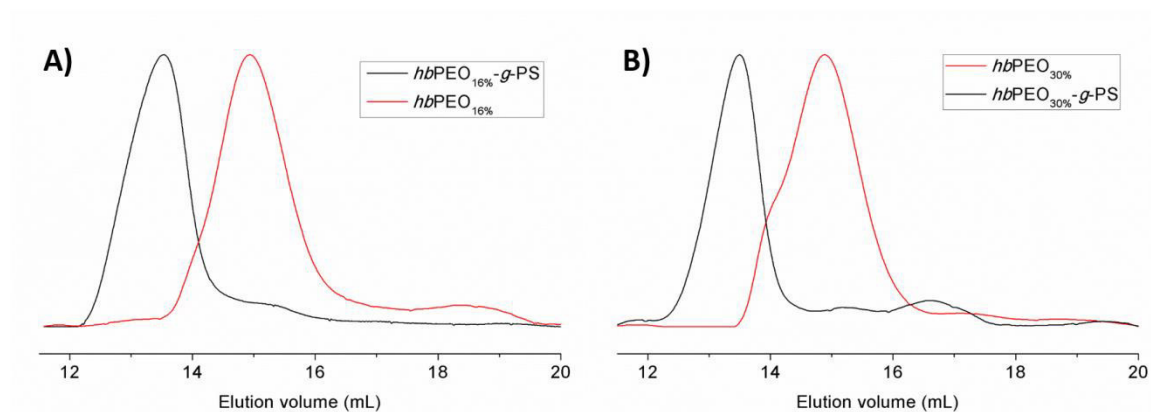 A)
hbPEO16%-g-PS
hbPEO16%
12 14 16 18 20
Elution volume (mL)
B)
hbPEO30%
hbPEO30%-g-PS
12 14 16 18 20
Elution volume (mL)